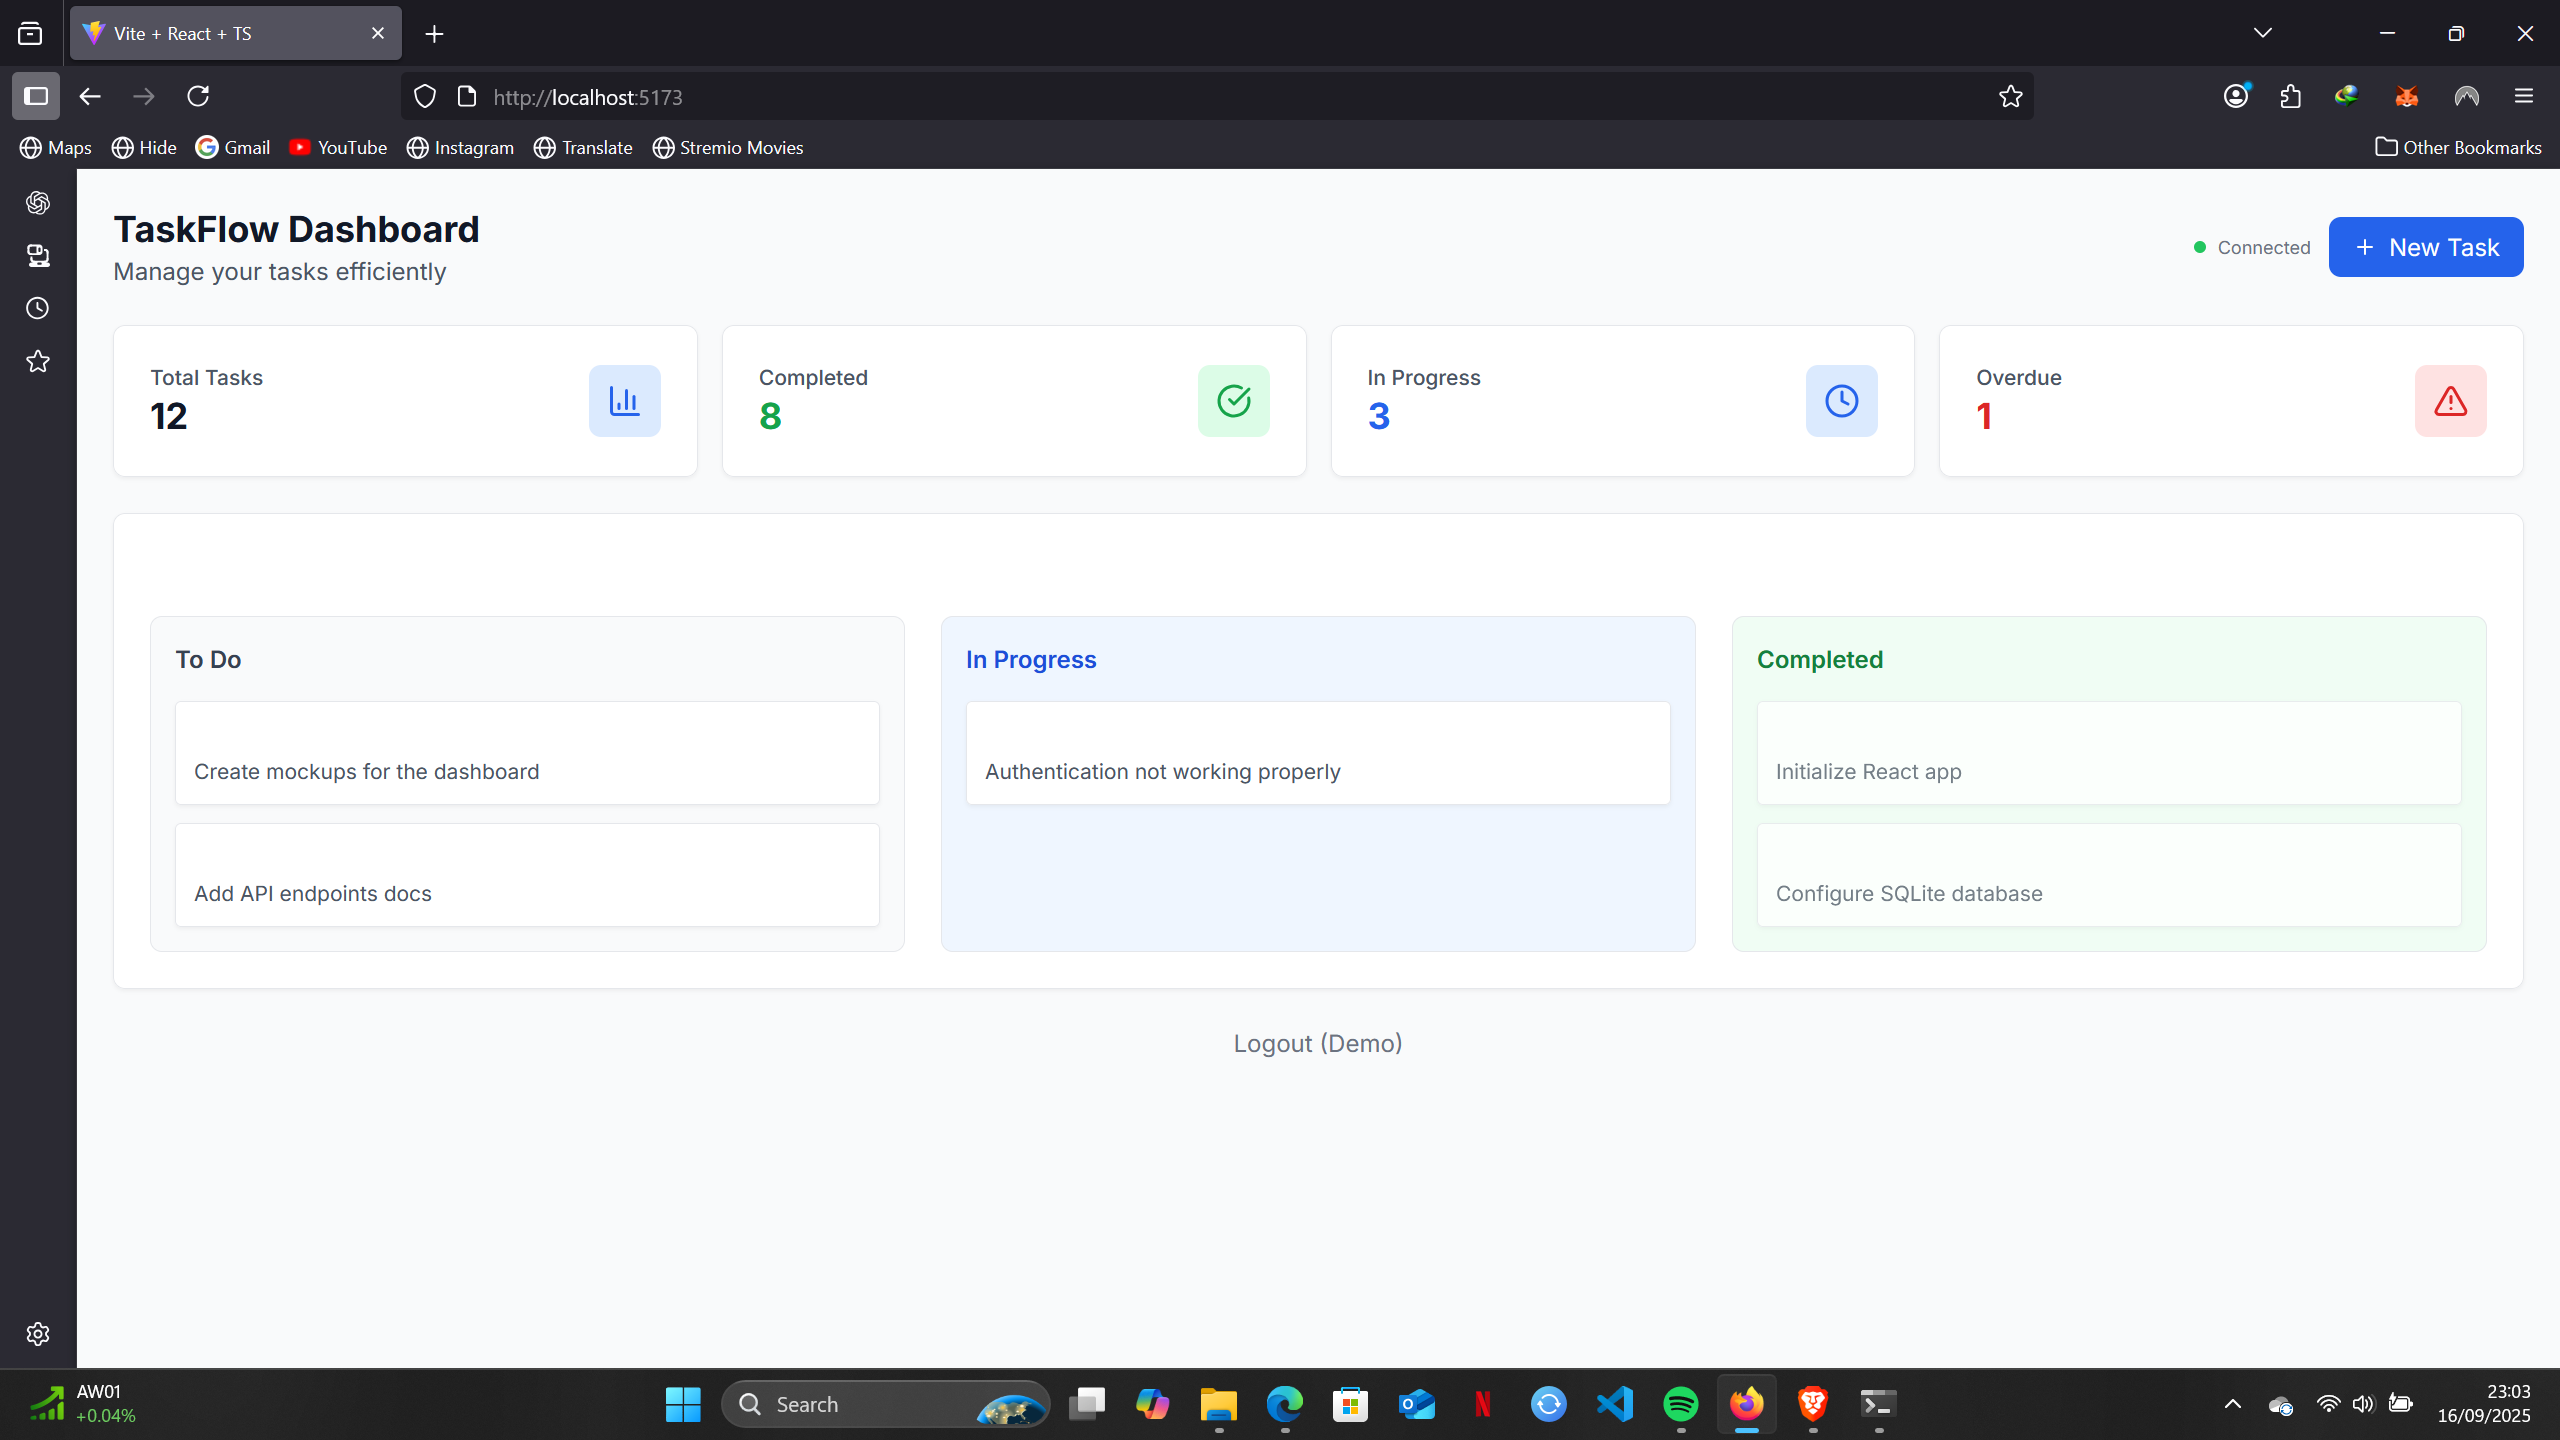 Vite + React + TS
http://localhost:5173
Maps
Hide
Gmail
YouTube
Instagram
Translate
Stremio Movies
Other Bookmarks
TaskFlow Dashboard
Manage your tasks efficiently
Connected
New Task
Total Tasks
12
Completed
8
In Progress
3
Overdue
1
To Do
Create mockups for the dashboard
Add API endpoints docs
In Progress
Authentication not working properly
Completed
Initialize React app
Configure SQLite database
Logout (Demo)
AW01
+0.04%
Search
23:03
16/09/2025